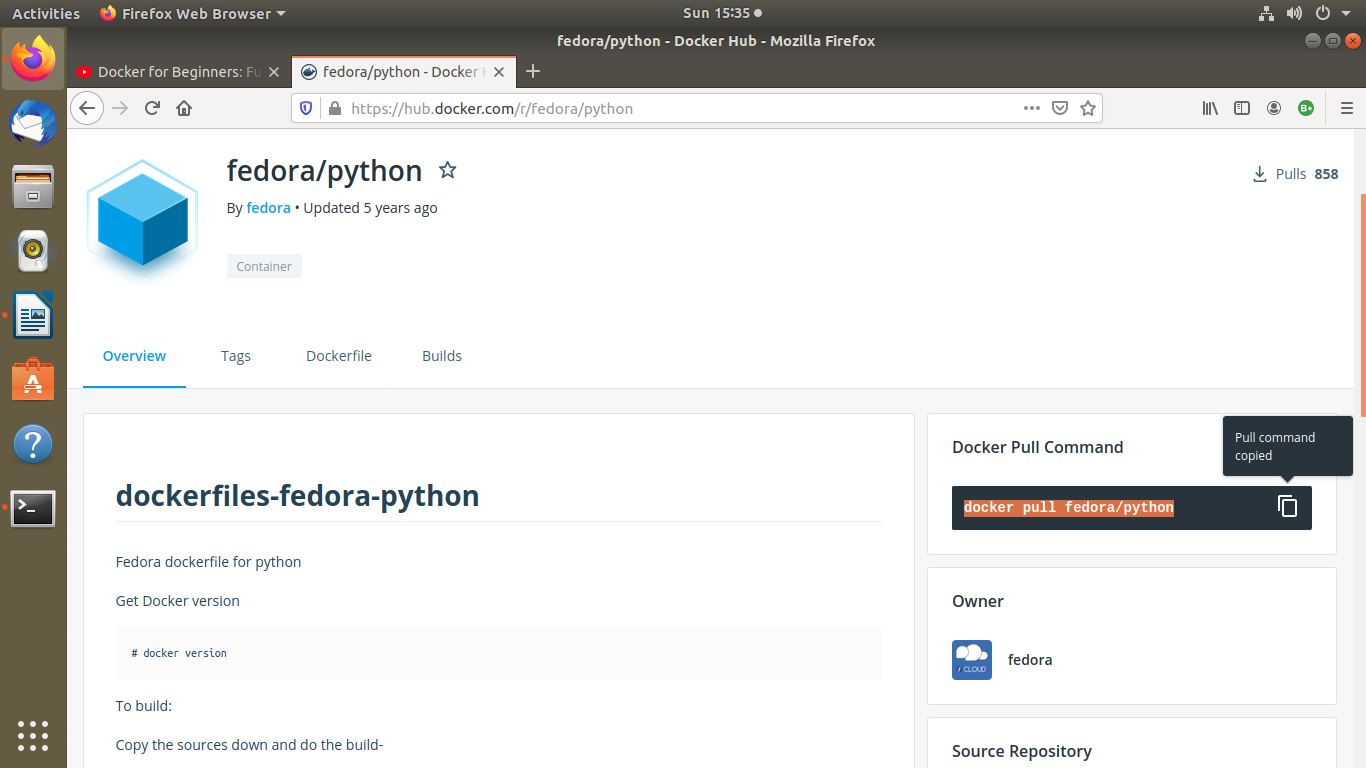 Activities
Firefox Web Browser
Sun 15:35
fedora/python - Docker Hub - Mozilla Firefox
Docker for Beginners: Fu
fedora/python - Docker H
https://hub.docker.com/r/fedora/python
B+
fedora/python
Pulls 858
By fedora • Updated 5 years ago
Container
Overview
Tags
Dockerfile
Builds
Pull command
copied
Docker Pull Command
docker pull fedora/python
dockerfiles-fedora-python
Fedora dockerfile for python
Get Docker version
# docker version
To build:
Copy the sources down and do the build-
Owner
CLOUD
fedora
Source Repository